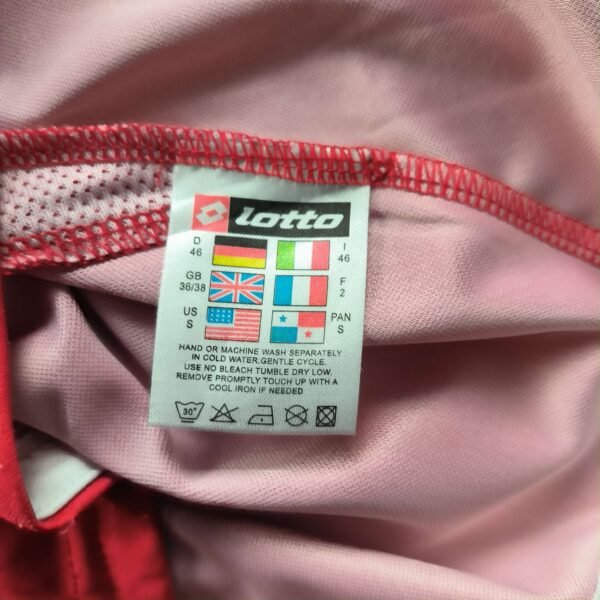 lotto
D 46 I 46
GB 36/38 F 2
US S PAN S
HAND OR MACHINE WASH SEPARATELY
IN COLD WATER.GENTLE CYCLE.
USE NO BLEACH TUMBLE DRY LOW.
REMOVE PROMPTLY TOUCH UP WITH A
COOL IRON IF NEEDED
30°